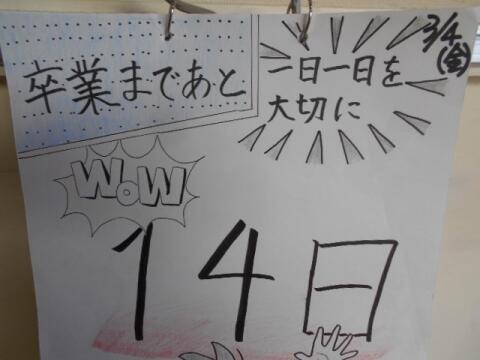 卒業まであと
一日一日を
大切に
3/4
(金)
WOW
14日